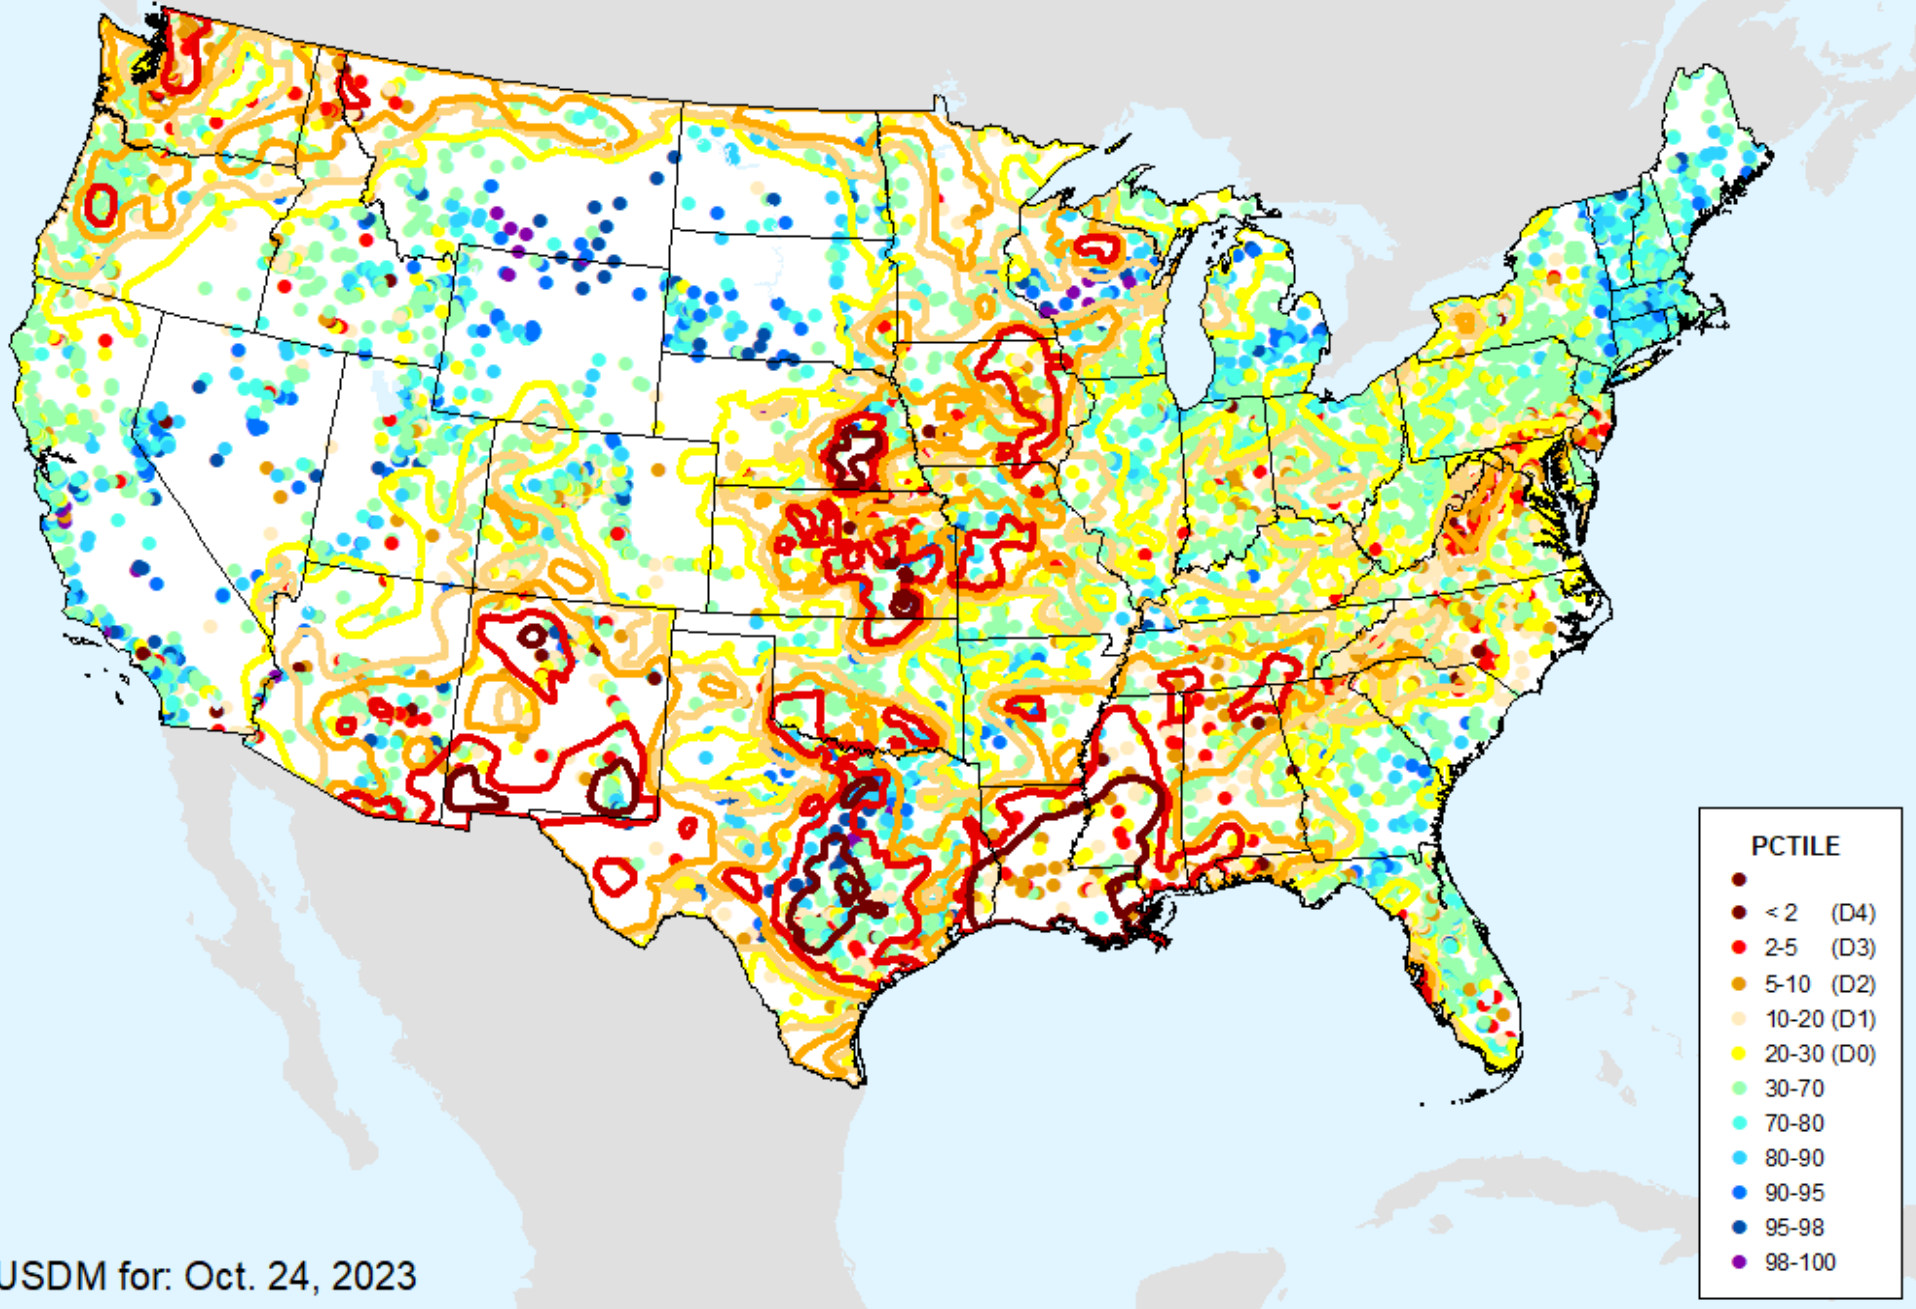 PCTILE
< 2 (D4)
2-5 (D3)
5-10 (D2)
10-20 (D1)
20-30 (D0)
30-70
70-80
80-90
90-95
95-98
98-100
USDM for: Oct. 24, 2023